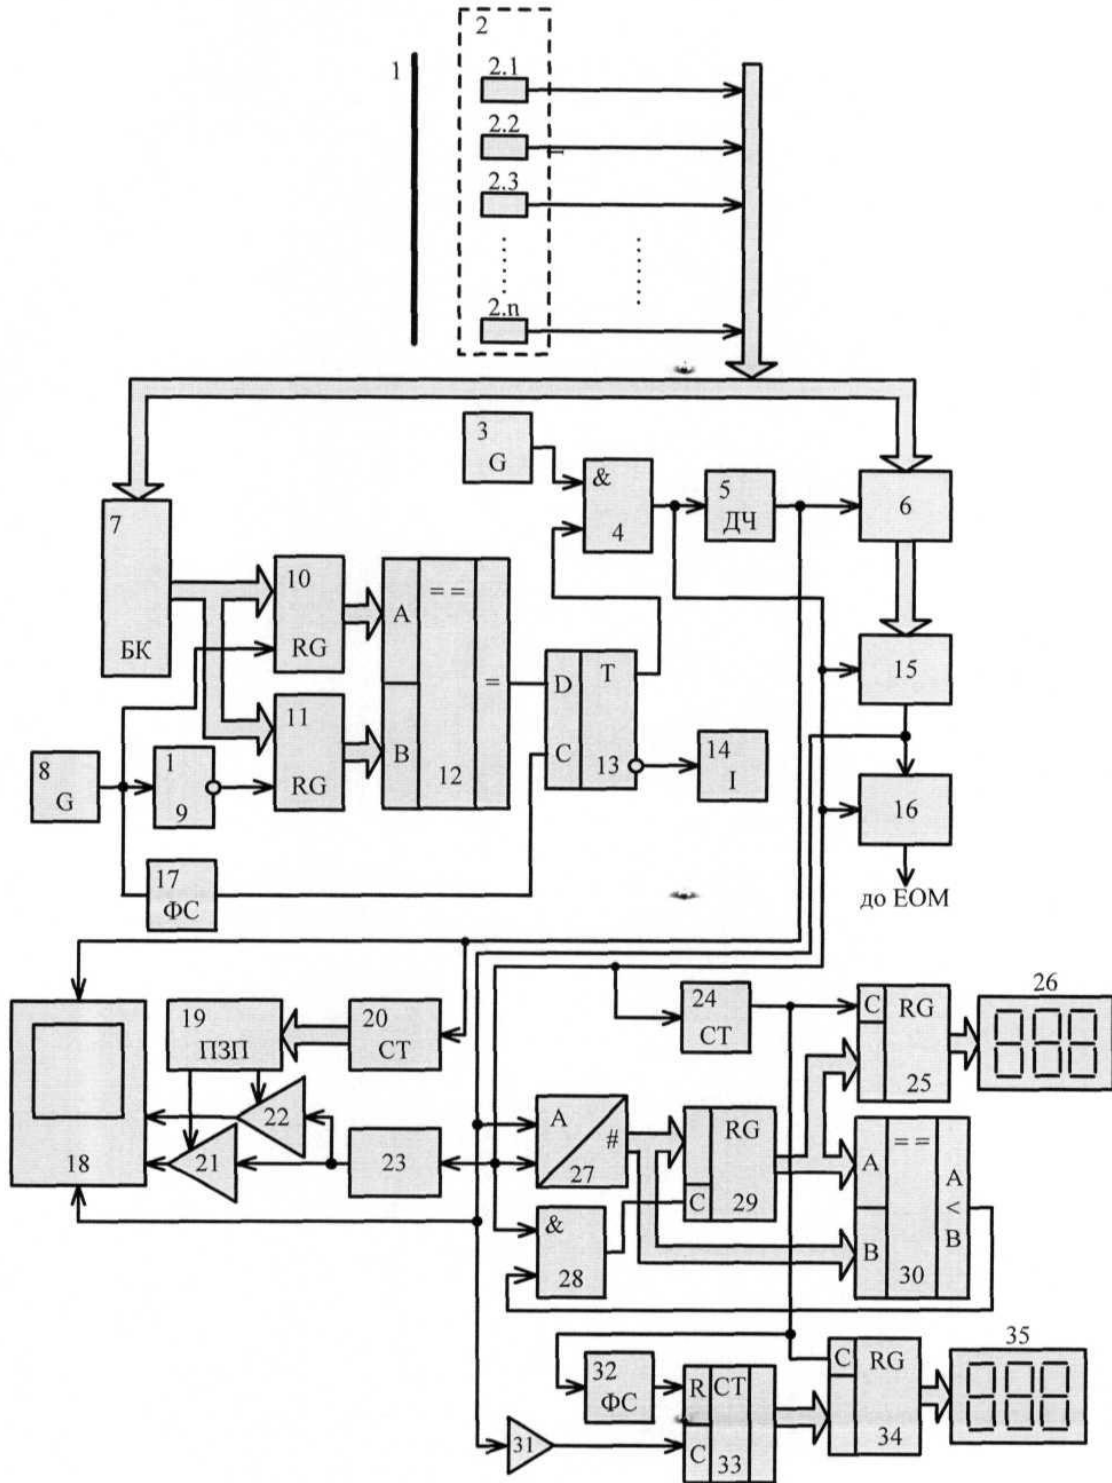 2
1
2.1
2.2
2.3
2.n
3
G
&
4
5
ДЧ
6
7
БК
10
RG
= =
A
11
RG
B
12
=
D
T
C
13
14
I
15
8
G
1
9
16
17
ФС
до ЕОМ
18
19
ПЗП
20
СТ
22
21
23
24
СТ
C
RG
25
26
A
#
27
RG
C
29
&
28
= =
A
B
30
A
<
B
31
32
ФС
R
СТ
C
33
C
RG
34
35